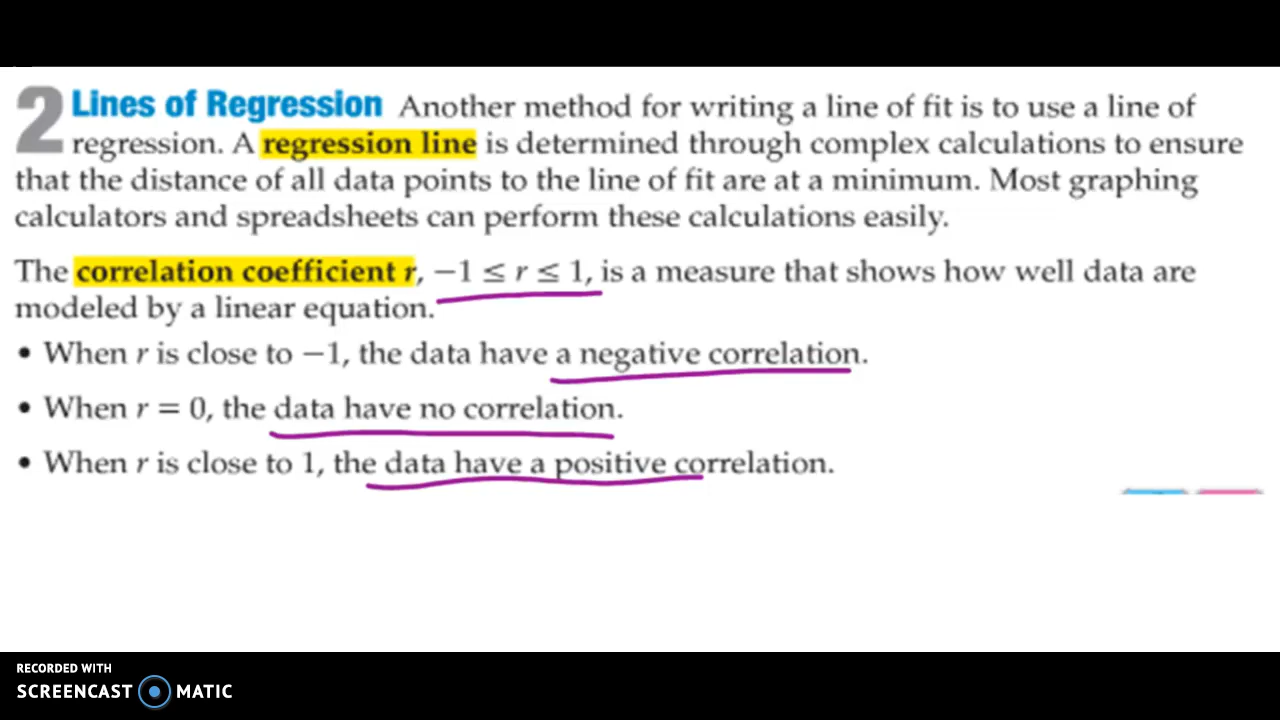 2 Lines of Regression Another method for writing a line of fit is to use a line of
regression. A regression line is determined through complex calculations to ensure
that the distance of all data points to the line of fit are at a minimum. Most graphing
calculators and spreadsheets can perform these calculations easily.
The correlation coefficient r, −1 ≤ r ≤ 1, is a measure that shows how well data are
modeled by a linear equation.
• When r is close to −1, the data have a negative correlation.
• When r = 0, the data have no correlation.
• When r is close to 1, the data have a positive correlation.
RECORDED WITH
SCREENCAST MATIC